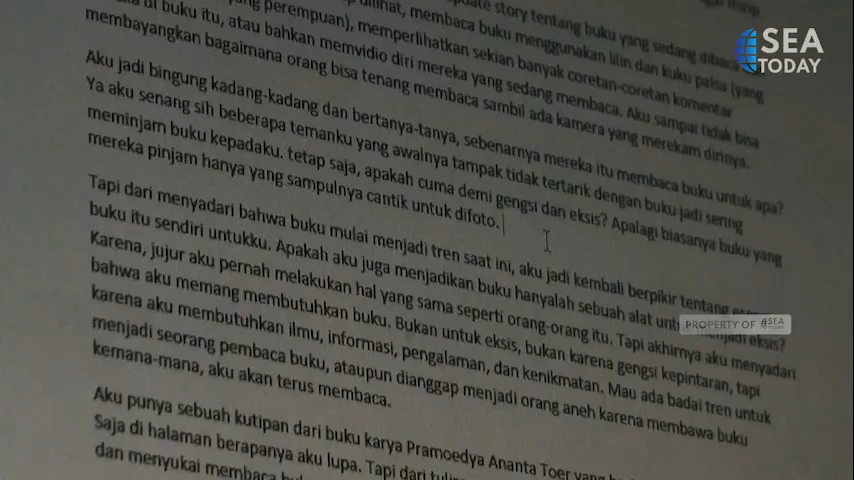 update story tentang buku yang sedang dibaca
dilihat, membaca buku menggunakan lilin dan kuku palsu (yang
perempuan), memperlihatkan sekian banyak coretan-coretan komentar
di buku itu, atau bahkan memvidio diri mereka yang sedang membaca. Aku sampai tidak bisa
membayangkan bagaimana orang bisa tenang membaca sambil ada kamera yang merekam dirinya.
Aku jadi bingung kadang-kadang dan bertanya-tanya, sebenarnya mereka itu membaca buku untuk apa?
Ya aku senang sih beberapa temanku yang awalnya tampak tidak tertarik dengan buku jadi sering
meminjam buku kepadaku. tetap saja, apakah cuma demi gengsi dan eksis? Apalagi biasanya buku yang
mereka pinjam hanya yang sampulnya cantik untuk difoto.
Tapi dari menyadari bahwa buku mulai menjadi tren saat ini, aku jadi kembali berpikir tentang
buku itu sendiri untukku. Apakah aku juga menjadikan buku hanyalah sebuah alat untuk menjadi eksis?
Karena, jujur aku pernah melakukan hal yang sama seperti orang-orang itu. Tapi akhirnya aku menyadari
bahwa aku memang membutuhkan buku. Bukan untuk eksis, bukan karena gengsi kepintaran, tapi
karena aku membutuhkan ilmu, informasi, pengalaman, dan kenikmatan. Mau ada badai tren untuk
menjadi seorang pembaca buku, ataupun dianggap menjadi orang aneh karena membawa buku
kemana-mana, aku akan terus membaca.
Aku punya sebuah kutipan dari buku karya Pramoedya Ananta Toer yang
Saja di halaman berapanya aku lupa. Tapi dari
dan menyukai membaca
SEA
TODAY
PROPERTY OF SEA TODAY